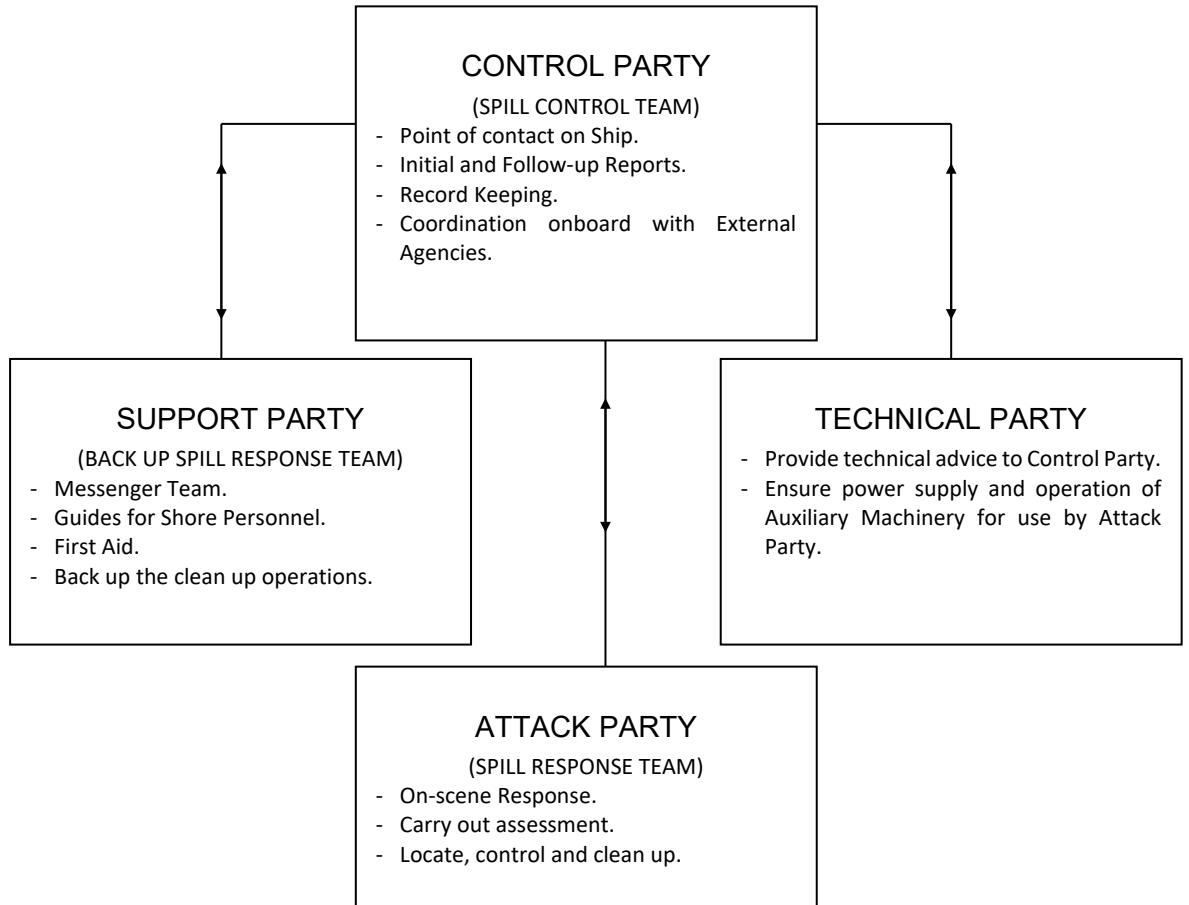 CONTROL PARTY
(SPILL CONTROL TEAM)
- Point of contact on Ship.
- Initial and Follow-up Reports.
- Record Keeping.
- Coordination onboard with External
Agencies.
SUPPORT PARTY
(BACK UP SPILL RESPONSE TEAM)
- Messenger Team.
- Guides for Shore Personnel.
- First Aid.
- Back up the clean up operations.
TECHNICAL PARTY
- Provide technical advice to Control Party.
- Ensure power supply and operation of
Auxiliary Machinery for use by Attack
Party.
ATTACK PARTY
(SPILL RESPONSE TEAM)
- On-scene Response.
- Carry out assessment.
- Locate, control and clean up.